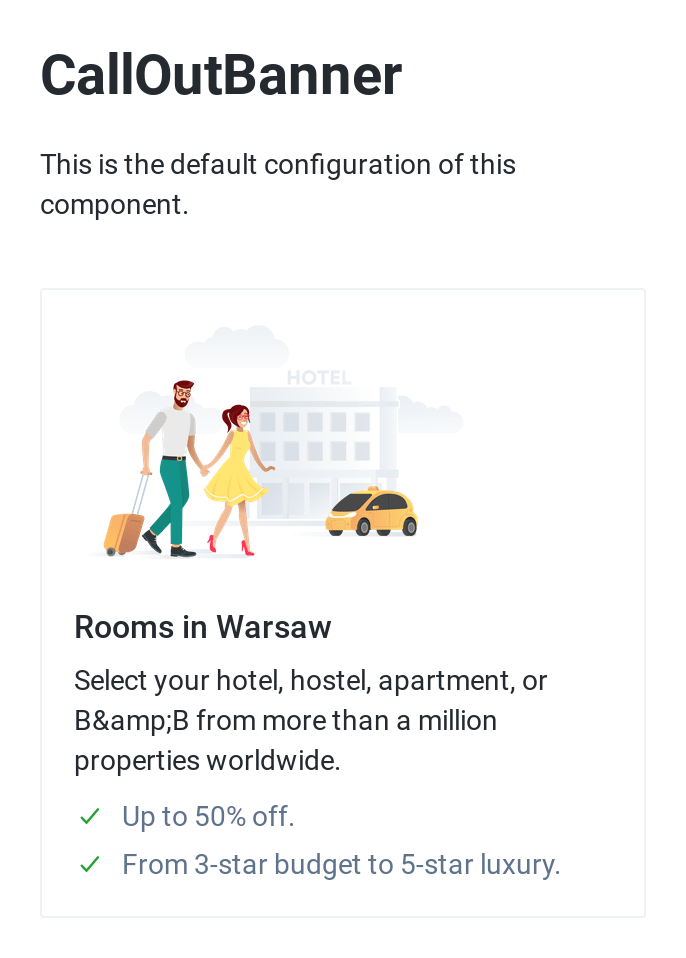 CallOutBanner
This is the default configuration of this
component.
HOTEL
Rooms in Warsaw
Select your hotel, hostel, apartment, or
B&amp;B from more than a million
properties worldwide.
Up to 50% off.
From 3-star budget to 5-star luxury.